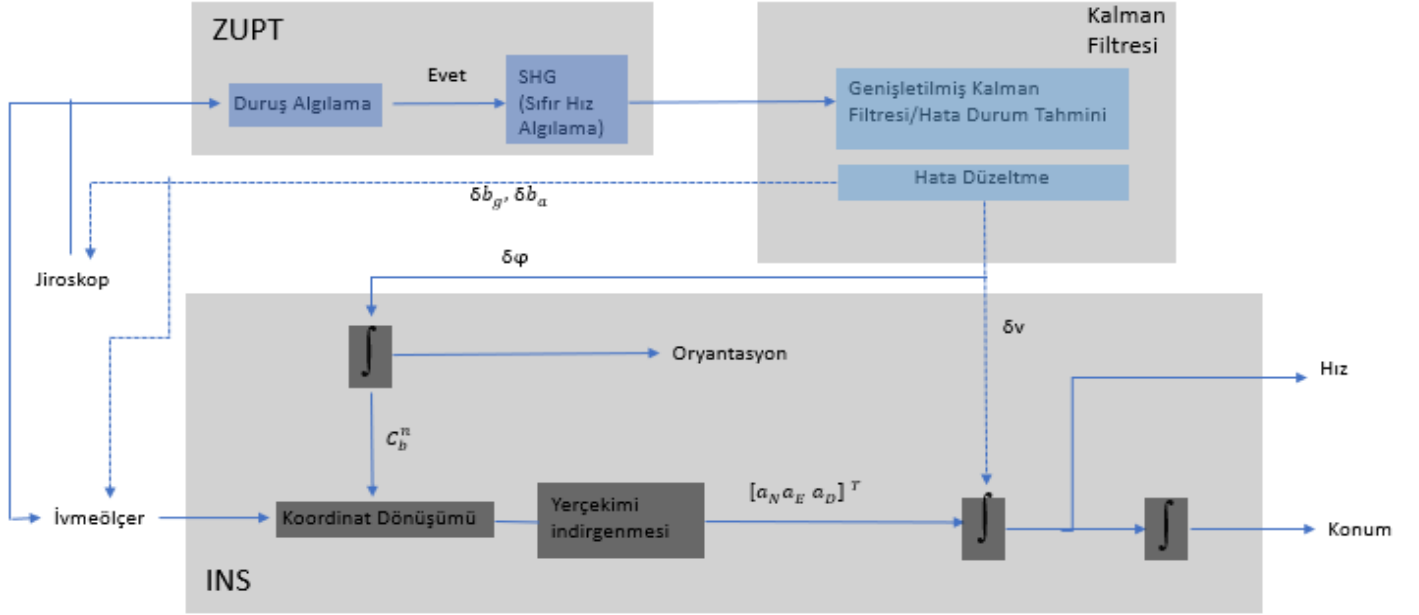 ZUPT
Kalman
Filtresi
Evet
SHG
(Sıfır Hız
Algılama)
Duruş Algılama
Genişletilmiş Kalman
Filtresi/Hata Durum Tahmini
Hata Düzeltme
δb_g, δb_a
δφ
Jiroskop
δv
∫
Oryantasyon
Hız
C_b^n
[a_N a_E a_D]^T
İvmeölçer
Koordinat Dönüşümü
Yerçekimi
indirgenmesi
∫
∫
Konum
INS